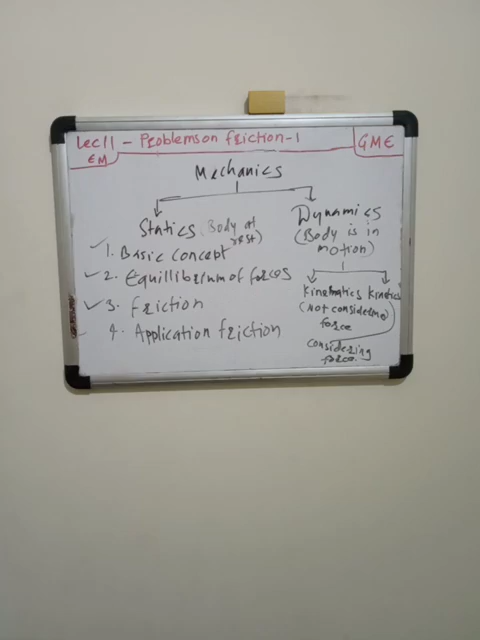 Lec11 - Problems on friction-1
EM
GME
Mechanics
Statics (Body at rest)
1. Basic concept
2. Equillibrium of forces
3. Friction
4. Application friction
Dynamics
(Body is in
motion)
Kinematics Kinetics
(not considering
force
considering
force